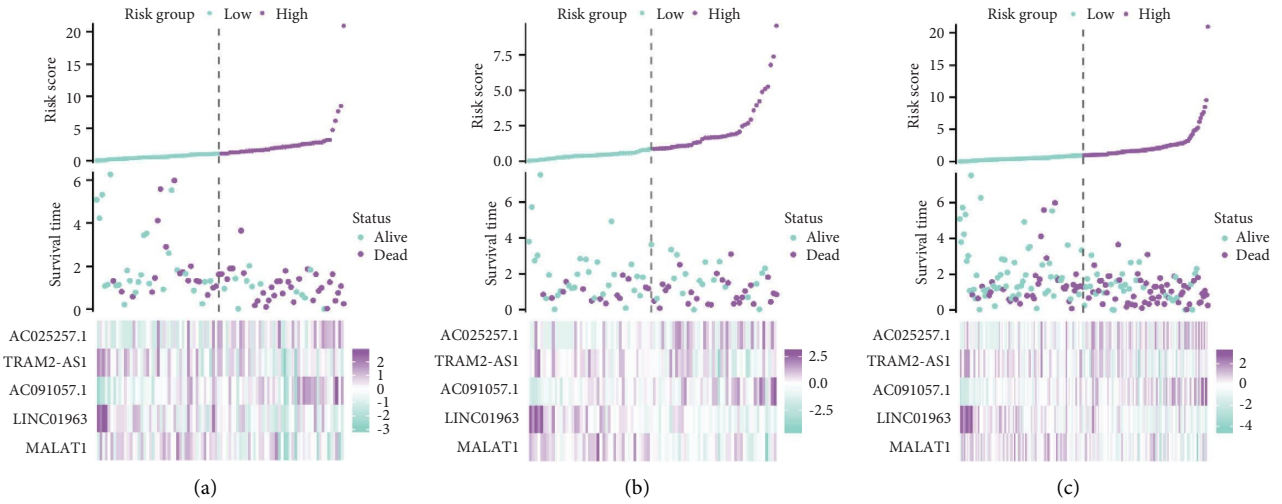 Risk group Low High
Risk score
20
15
10
5
0
Survival time
6
4
2
0
Status
Alive
Dead
AC025257.1
TRAM2-AS1
AC091057.1
LINC01963
MALAT1
2
1
0
-1
-2
-3
(a)
Risk group Low High
Risk score
7.5
5.0
2.5
0.0
Survival time
6
4
2
0
Status
Alive
Dead
AC025257.1
TRAM2-AS1
AC091057.1
LINC01963
MALAT1
2.5
0.0
-2.5
(b)
Risk group Low High
Risk score
20
15
10
5
0
Survival time
6
4
2
0
Status
Alive
Dead
AC025257.1
TRAM2-AS1
AC091057.1
LINC01963
MALAT1
2
0
-2
-4
(c)